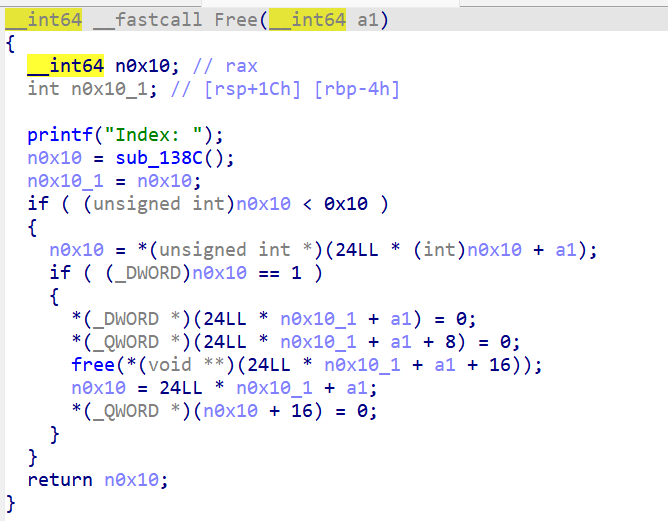 __int64 __fastcall Free(__int64 a1)
{
  __int64 n0x10; // rax
  int n0x10_1; // [rsp+1Ch] [rbp-4h]

  printf("Index: ");
  n0x10 = sub_138C();
  n0x10_1 = n0x10;
  if ( (unsigned int)n0x10 < 0x10 )
  {
    n0x10 = *(unsigned int *)(24LL * (int)n0x10 + a1);
    if ( (_DWORD)n0x10 == 1 )
    {
      *(_DWORD *)(24LL * n0x10_1 + a1) = 0;
      *(_QWORD *)(24LL * n0x10_1 + a1 + 8) = 0;
      free(*(void **)(24LL * n0x10_1 + a1 + 16));
      n0x10 = 24LL * n0x10_1 + a1;
      *(_QWORD *)(n0x10 + 16) = 0;
    }
  }
  return n0x10;
}